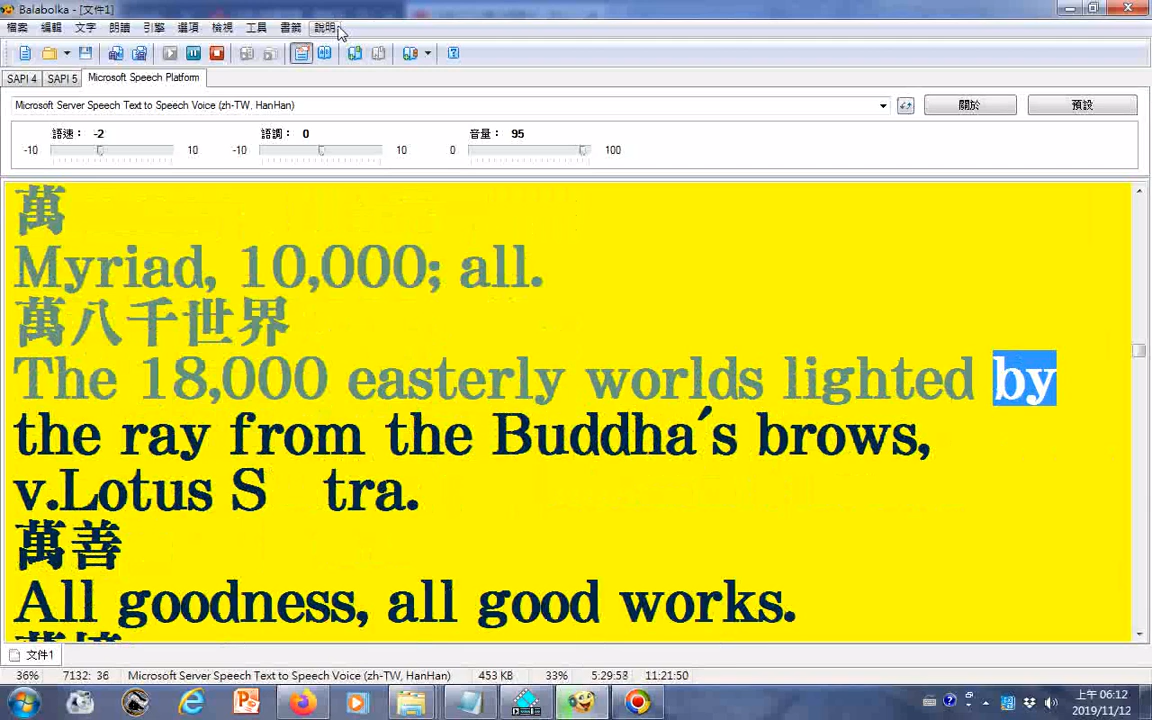 Balabolka - [文件1]
檔案 編輯 文字 朗讀 引擎 選項 檢視 工具 書籤 說明
SAPI 4 SAPI 5 Microsoft Speech Platform
Microsoft Server Speech Text to Speech Voice (zh-TW, HanHan) 關於 預設
語速： -2 語調： 0 音量： 95
-10 10 -10 10 0 100
萬
Myriad, 10,000; all.
萬八千世界
The 18,000 easterly worlds lighted by
the ray from the Buddha´s brows,
v.Lotus S tra.
萬善
All goodness, all good works.
文件1
36% 7132: 36 Microsoft Server Speech Text to Speech Voice (zh-TW, HanHan) 453 KB 33% 5:29:58 11:21:50
上午 06:12
2019/11/12